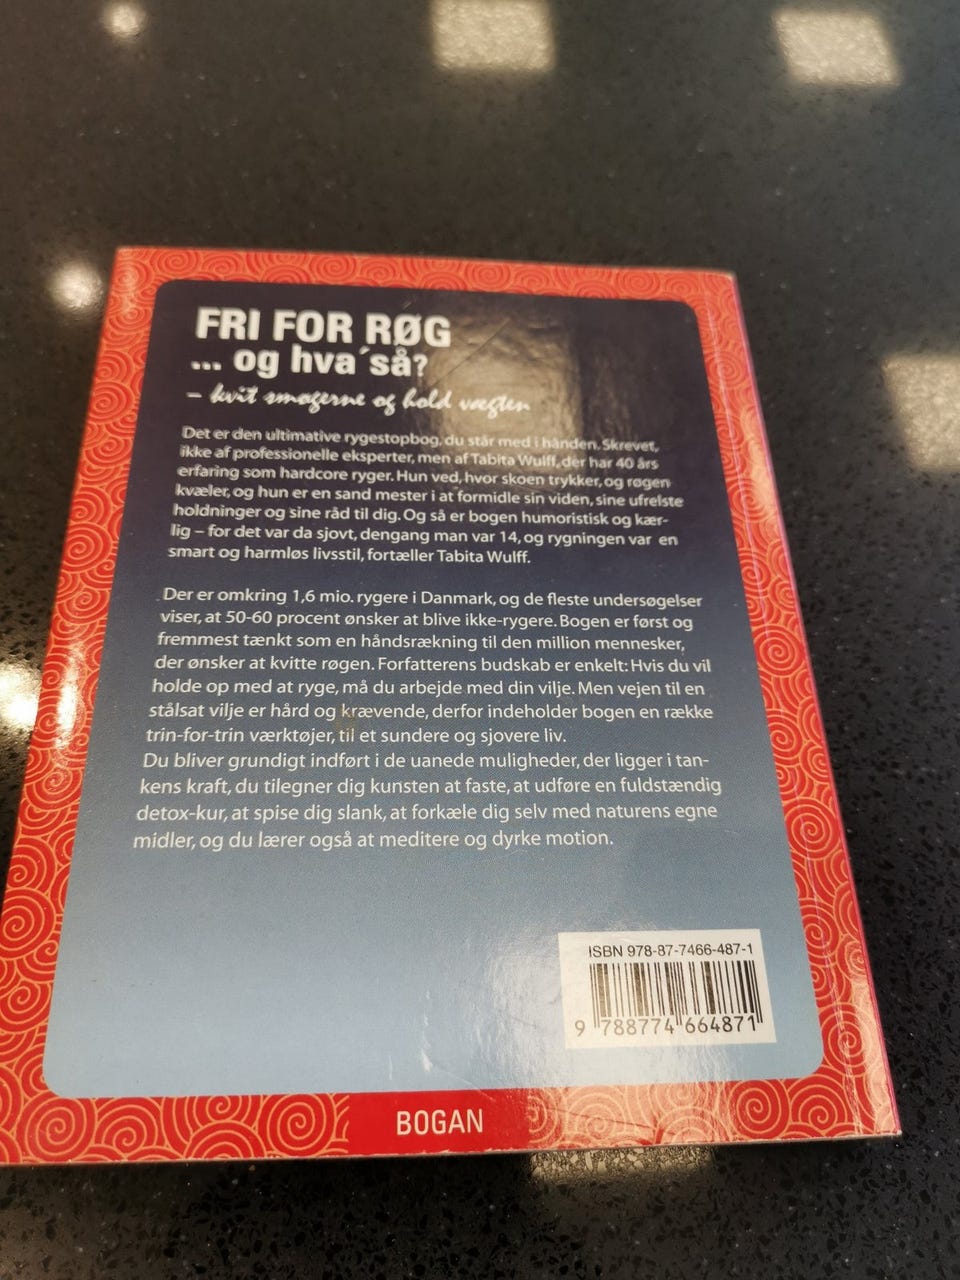 FRI FOR RØG
... og hva´så?
– kvit smøgerne og hold vægten
Det er den ultimative rygestopbog, du står med i hånden. Skrevet,
ikke af professionelle eksperter, men af Tabita Wulff, der har 40 års
erfaring som hardcore ryger. Hun ved, hvor skoen trykker, og røgen
kvæler, og hun er en sand mester i at formidle sin viden, sine ufrelste
holdninger og sine råd til dig. Og så er bogen humoristisk og kær-
lig – for det var da sjovt, dengang man var 14, og rygningen var en
smart og harmløs livsstil, fortæller Tabita Wulff.
Der er omkring 1,6 mio. rygere i Danmark, og de fleste undersøgelser
viser, at 50-60 procent ønsker at blive ikke-rygere. Bogen er først og
fremmest tænkt som en håndsrækning til den million mennesker,
der ønsker at kvitte røgen. Forfatterens budskab er enkelt: Hvis du vil
holde op med at ryge, må du arbejde med din vilje. Men vejen til en
stålsat vilje er hård og krævende, derfor indeholder bogen en række
trin-for-trin værktøjer, til et sundere og sjovere liv.
Du bliver grundigt indført i de uanede muligheder, der ligger i tan-
kens kraft, du tilegner dig kunsten at faste, at udføre en fuldstændig
detox-kur, at spise dig slank, at forkæle dig selv med naturens egne
midler, og du lærer også at meditere og dyrke motion.
ISBN 978-87-7466-487-1
9 788774 664871
BOGAN